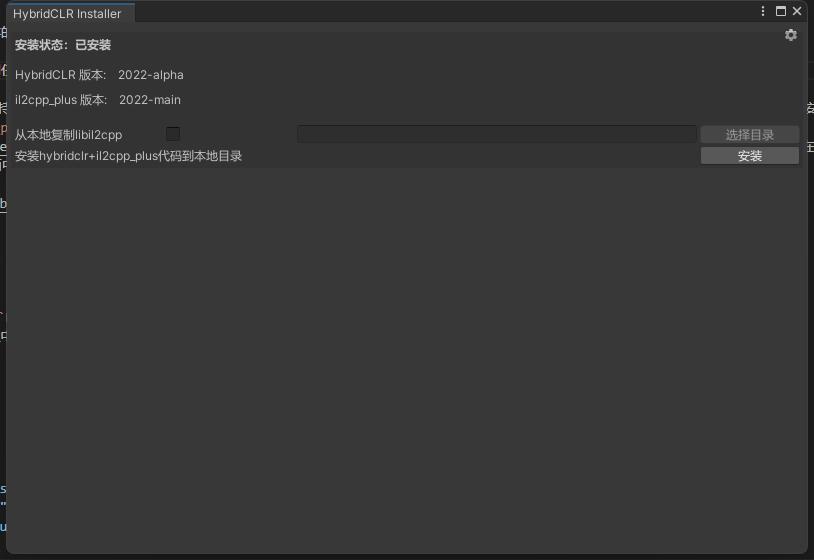 HybridCLR Installer
安装状态：已安装
HybridCLR 版本: 2022-alpha
il2cpp_plus 版本: 2022-main
从本地复制libil2cpp 选择目录
安装hybridclr+il2cpp_plus代码到本地目录 安装